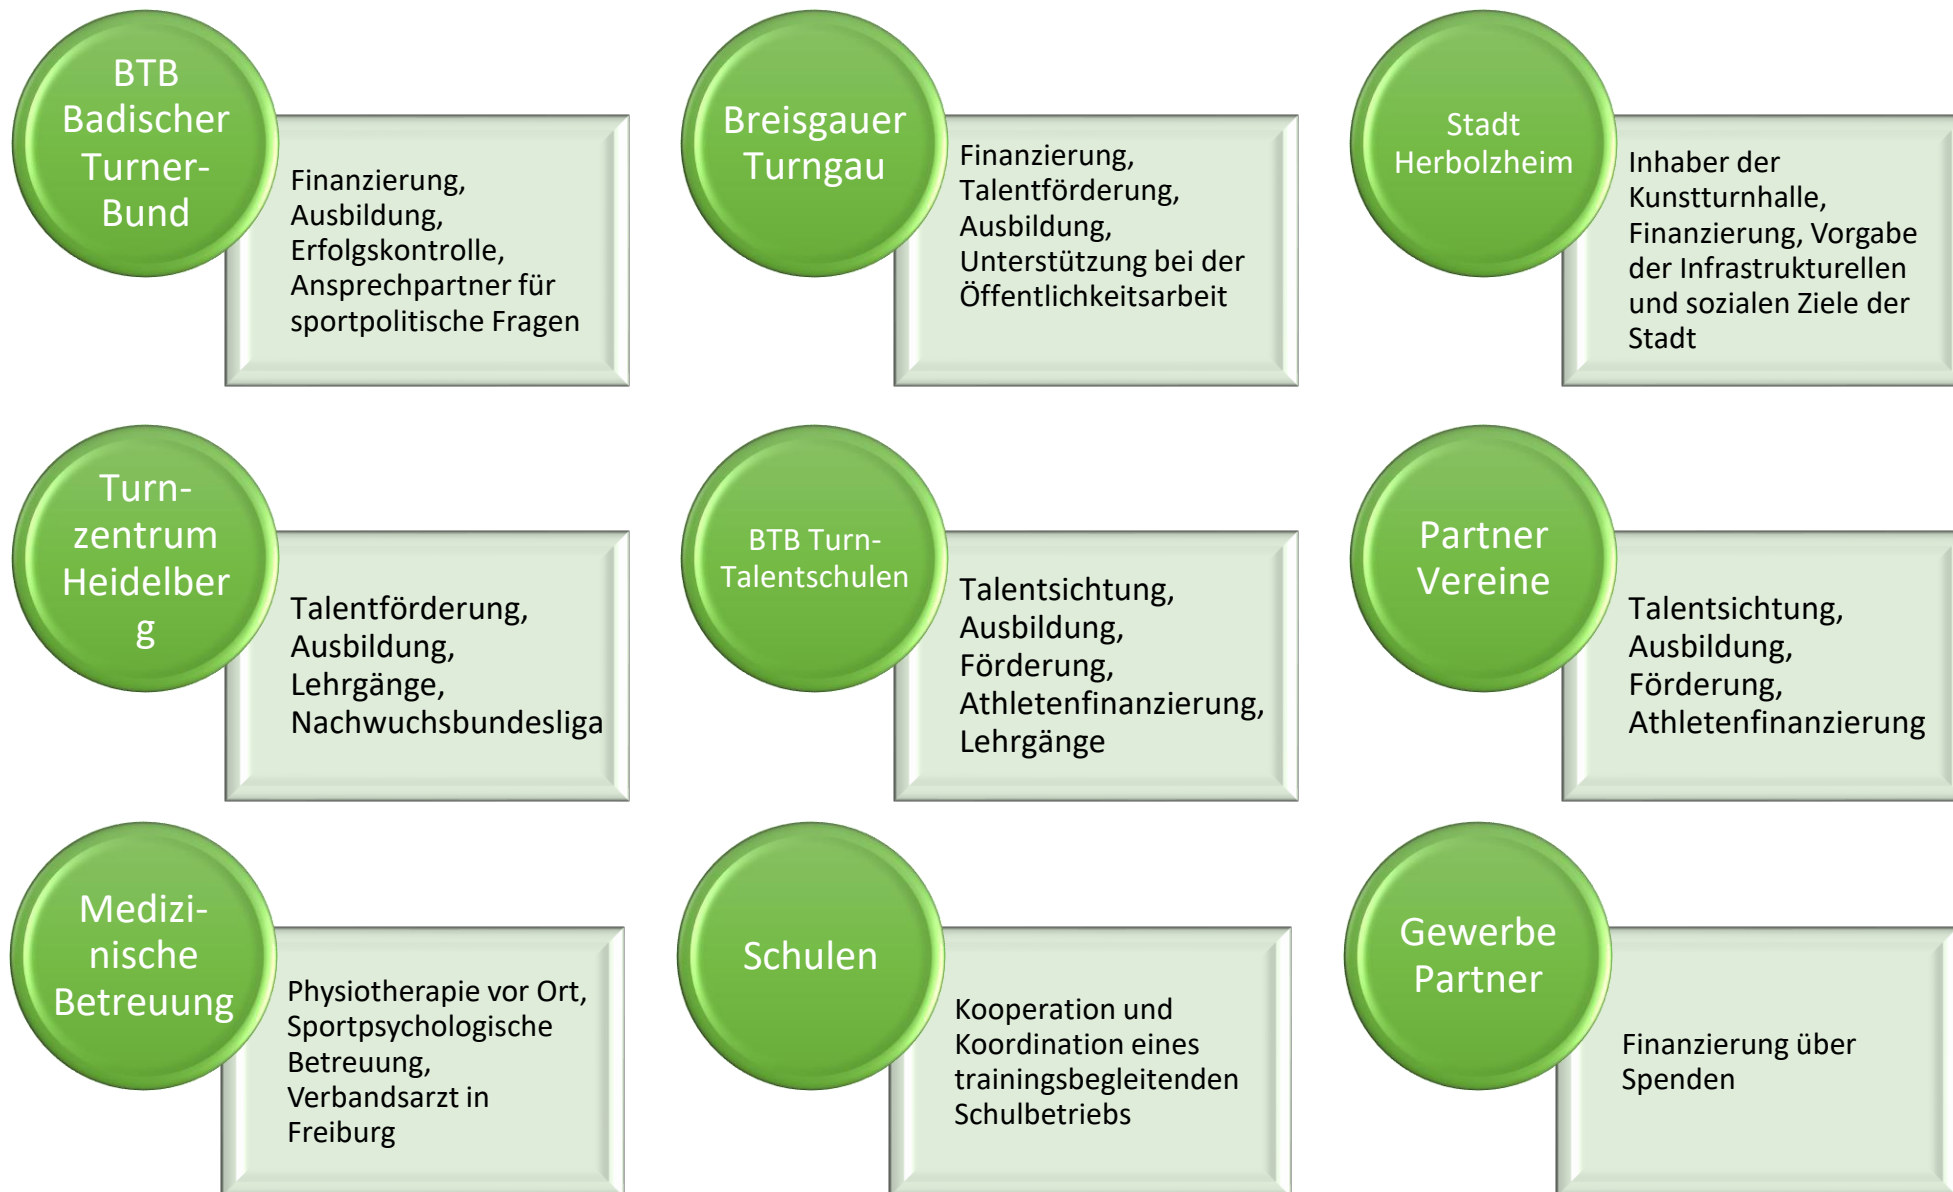 BTB
Badischer
Turner-
Bund
Finanzierung,
Ausbildung,
Erfolgskontrolle,
Ansprechpartner für
sportpolitische Fragen
Breisgauer
Turngau
Finanzierung,
Talentförderung,
Ausbildung,
Unterstützung bei der
Öffentlichkeitsarbeit
Stadt
Herbolzheim
Inhaber der
Kunstturnhalle,
Finanzierung, Vorgabe
der Infrastrukturellen
und sozialen Ziele der
Stadt
Turn-
zentrum
Heidelber
g
Talentförderung,
Ausbildung,
Lehrgänge,
Nachwuchsbundesliga
BTB Turn-
Talentschulen
Talentsichtung,
Ausbildung,
Förderung,
Athletenfinanzierung,
Lehrgänge
Partner
Vereine
Talentsichtung,
Ausbildung,
Förderung,
Athletenfinanzierung
Medizi-
nische
Betreuung
Physiotherapie vor Ort,
Sportpsychologische
Betreuung,
Verbandsarzt in
Freiburg
Schulen
Kooperation und
Koordination eines
trainingsbegleitenden
Schulbetriebs
Gewerbe
Partner
Finanzierung über
Spenden